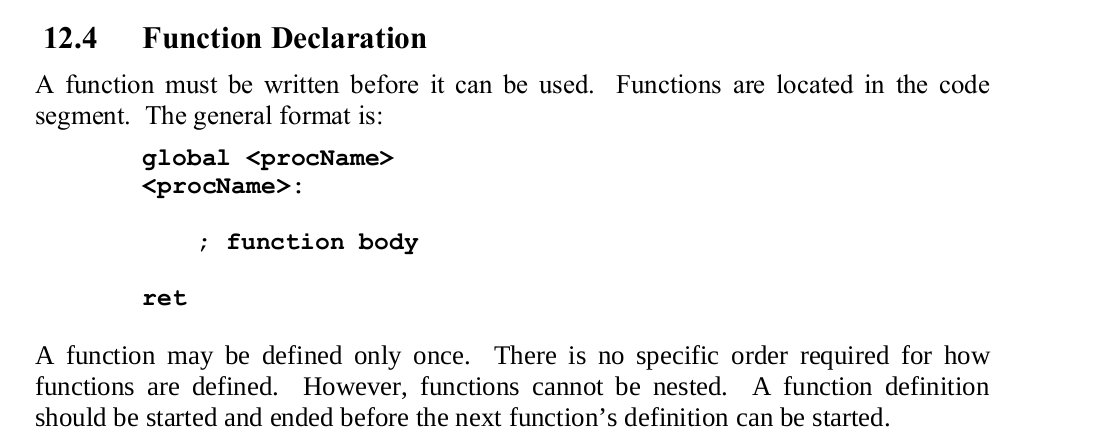 12.4 Function Declaration
A function must be written before it can be used. Functions are located in the code
segment. The general format is:
global <procName>
<procName>:
; function body
ret
A function may be defined only once. There is no specific order required for how
functions are defined. However, functions cannot be nested. A function definition
should be started and ended before the next function’s definition can be started.